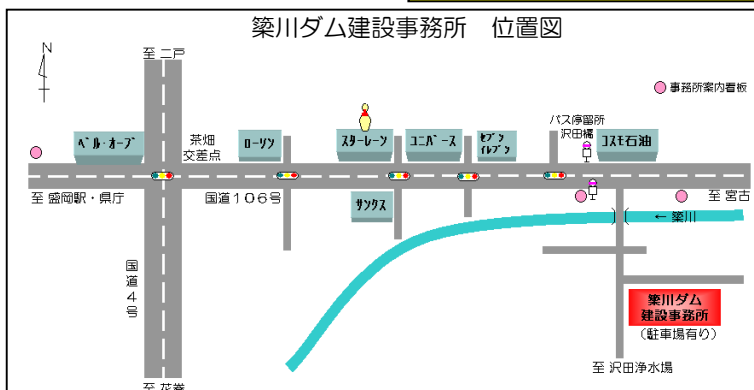 簗川ダム建設事務所 位置図
N
至 二戸
事務所案内看板
ベル・オーブ
茶畑
交差点
ローソン
スターレーン
ユニバース
セブン
イレブン
バス停留所
沢田橋
コスモ石油
至 盛岡駅・県庁
国道106号
サンクス
至 宮古
← 簗川
国道4号
簗川ダム
建設事務所
(駐車場有り)
至 沢田浄水場
至 花巻